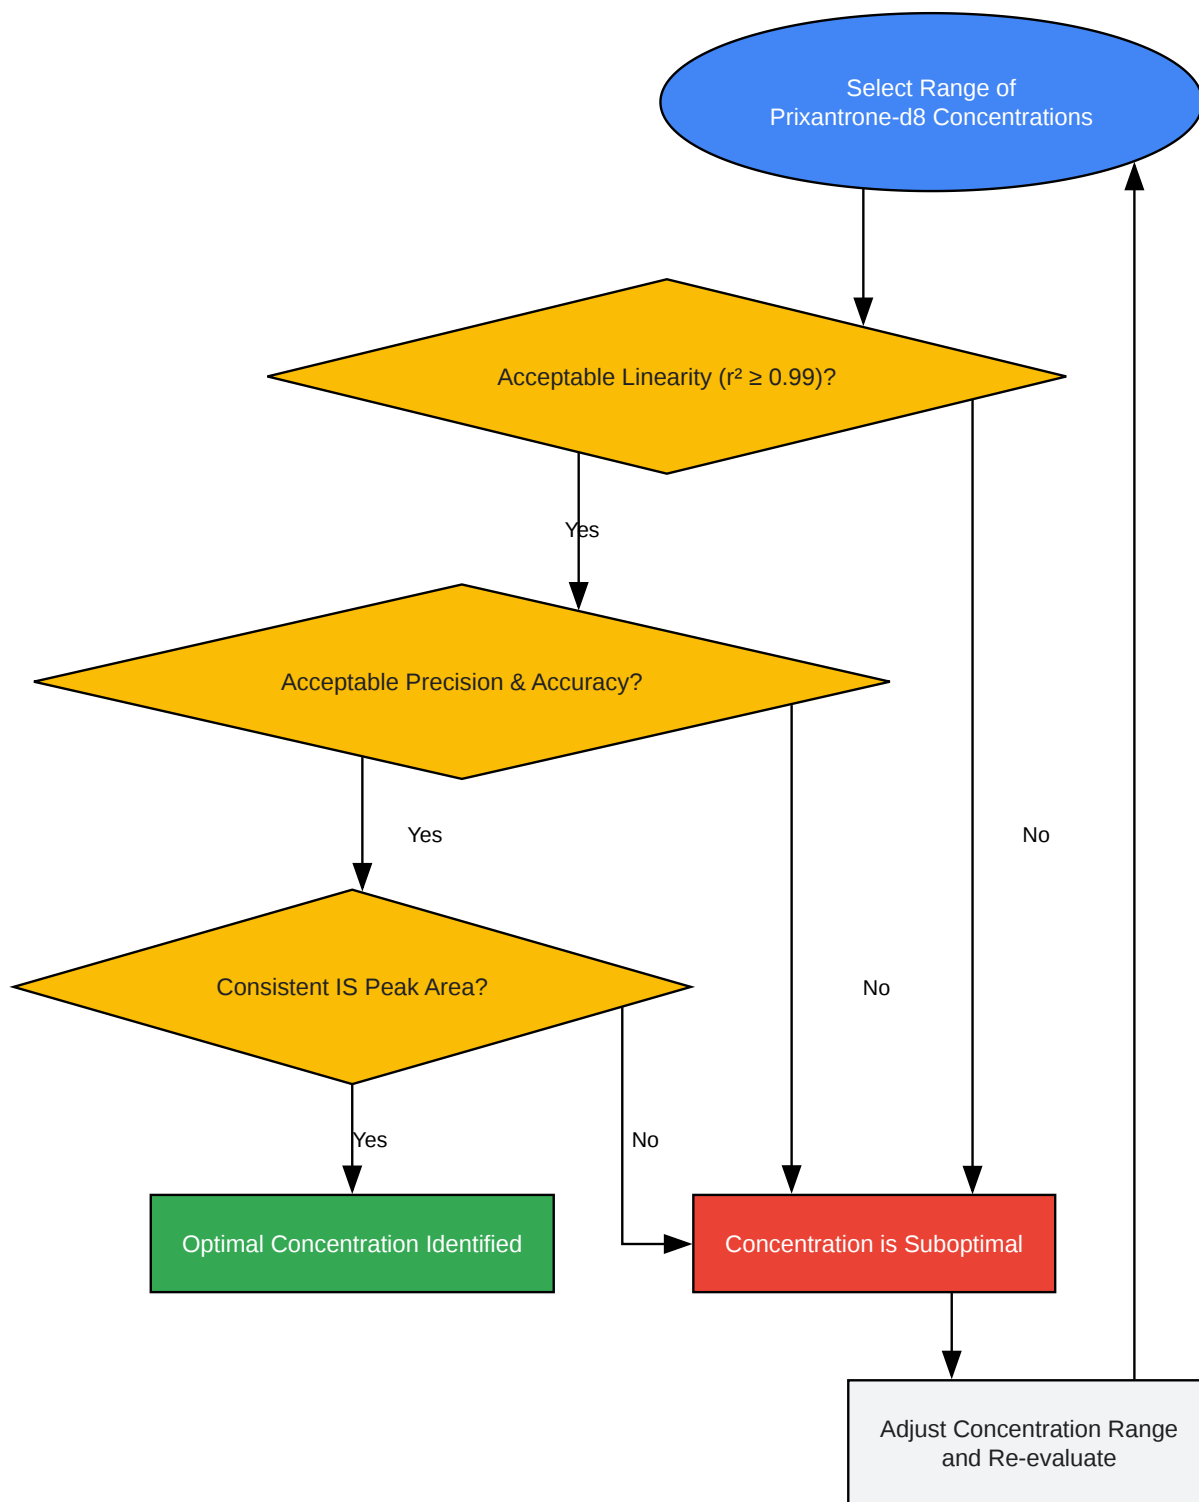 Select Range of
Prixantrone-d8 Concentrations
Acceptable Linearity (r² ≥ 0.99)?
Yes
Acceptable Precision & Accuracy?
Yes
No
Consistent IS Peak Area?
No
Yes
No
Optimal Concentration Identified
Concentration is Suboptimal
Adjust Concentration Range
and Re-evaluate